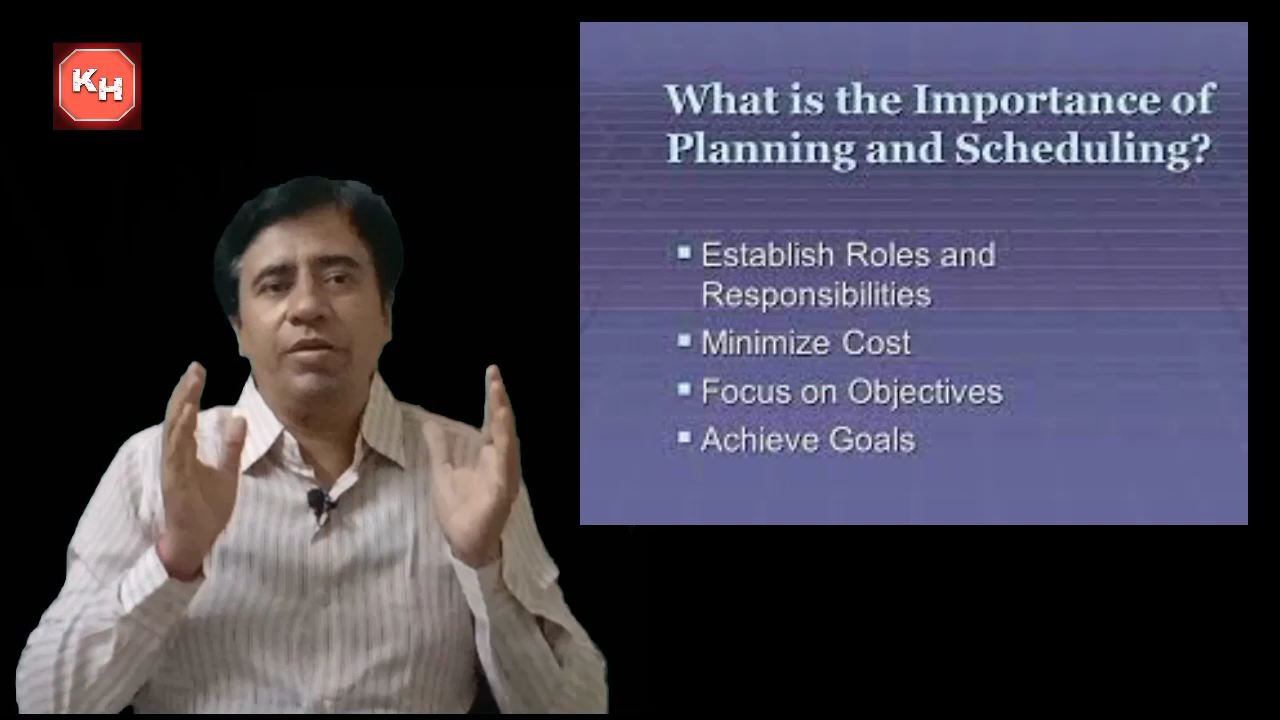 KH
What is the Importance of
Planning and Scheduling?
Establish Roles and
Responsibilities
Minimize Cost
Focus on Objectives
Achieve Goals